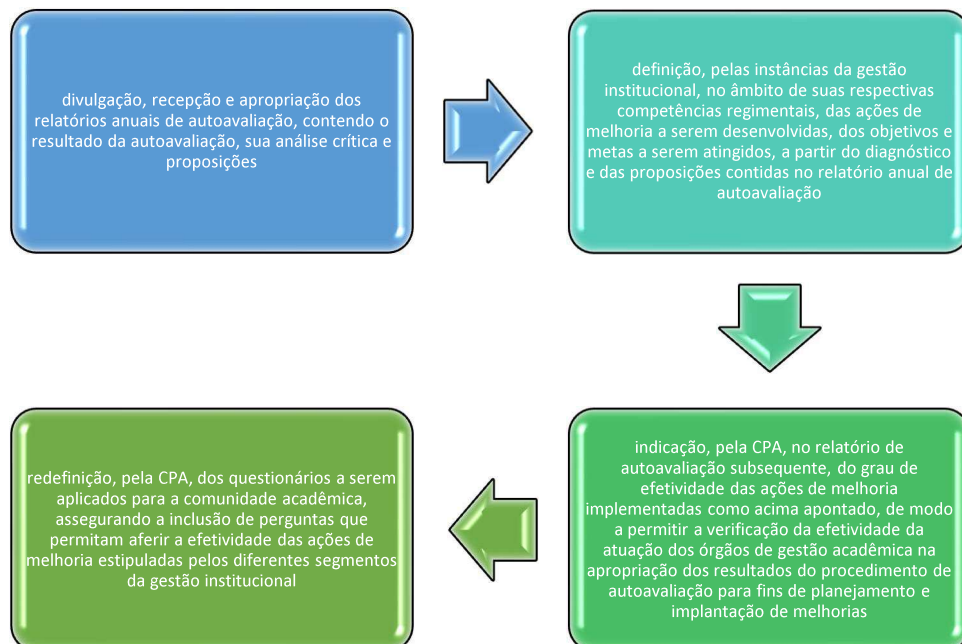 divulgação, recepção e apropriação dos
relatórios anuais de autoavaliação, contendo o
resultado da autoavaliação, sua análise crítica e
proposições
definição, pelas instâncias da gestão
institucional, no âmbito de suas respectivas
competências regimentais, das ações de
melhoria a serem desenvolvidas, dos objetivos e
metas a serem atingidos, a partir do diagnóstico
e das proposições contidas no relatório anual de
autoavaliação
indicação, pela CPA, no relatório de
autoavaliação subsequente, do grau de
efetividade das ações de melhoria
implementadas como acima apontado, de modo
a permitir a verificação da efetividade da
atuação dos órgãos de gestão acadêmica na
apropriação dos resultados do procedimento de
autoavaliação para fins de planejamento e
implantação de melhorias
redefinição, pela CPA, dos questionários a serem
aplicados para a comunidade acadêmica,
assegurando a inclusão de perguntas que
permitam aferir a efetividade das ações de
melhoria estipuladas pelos diferentes segmentos
da gestão institucional